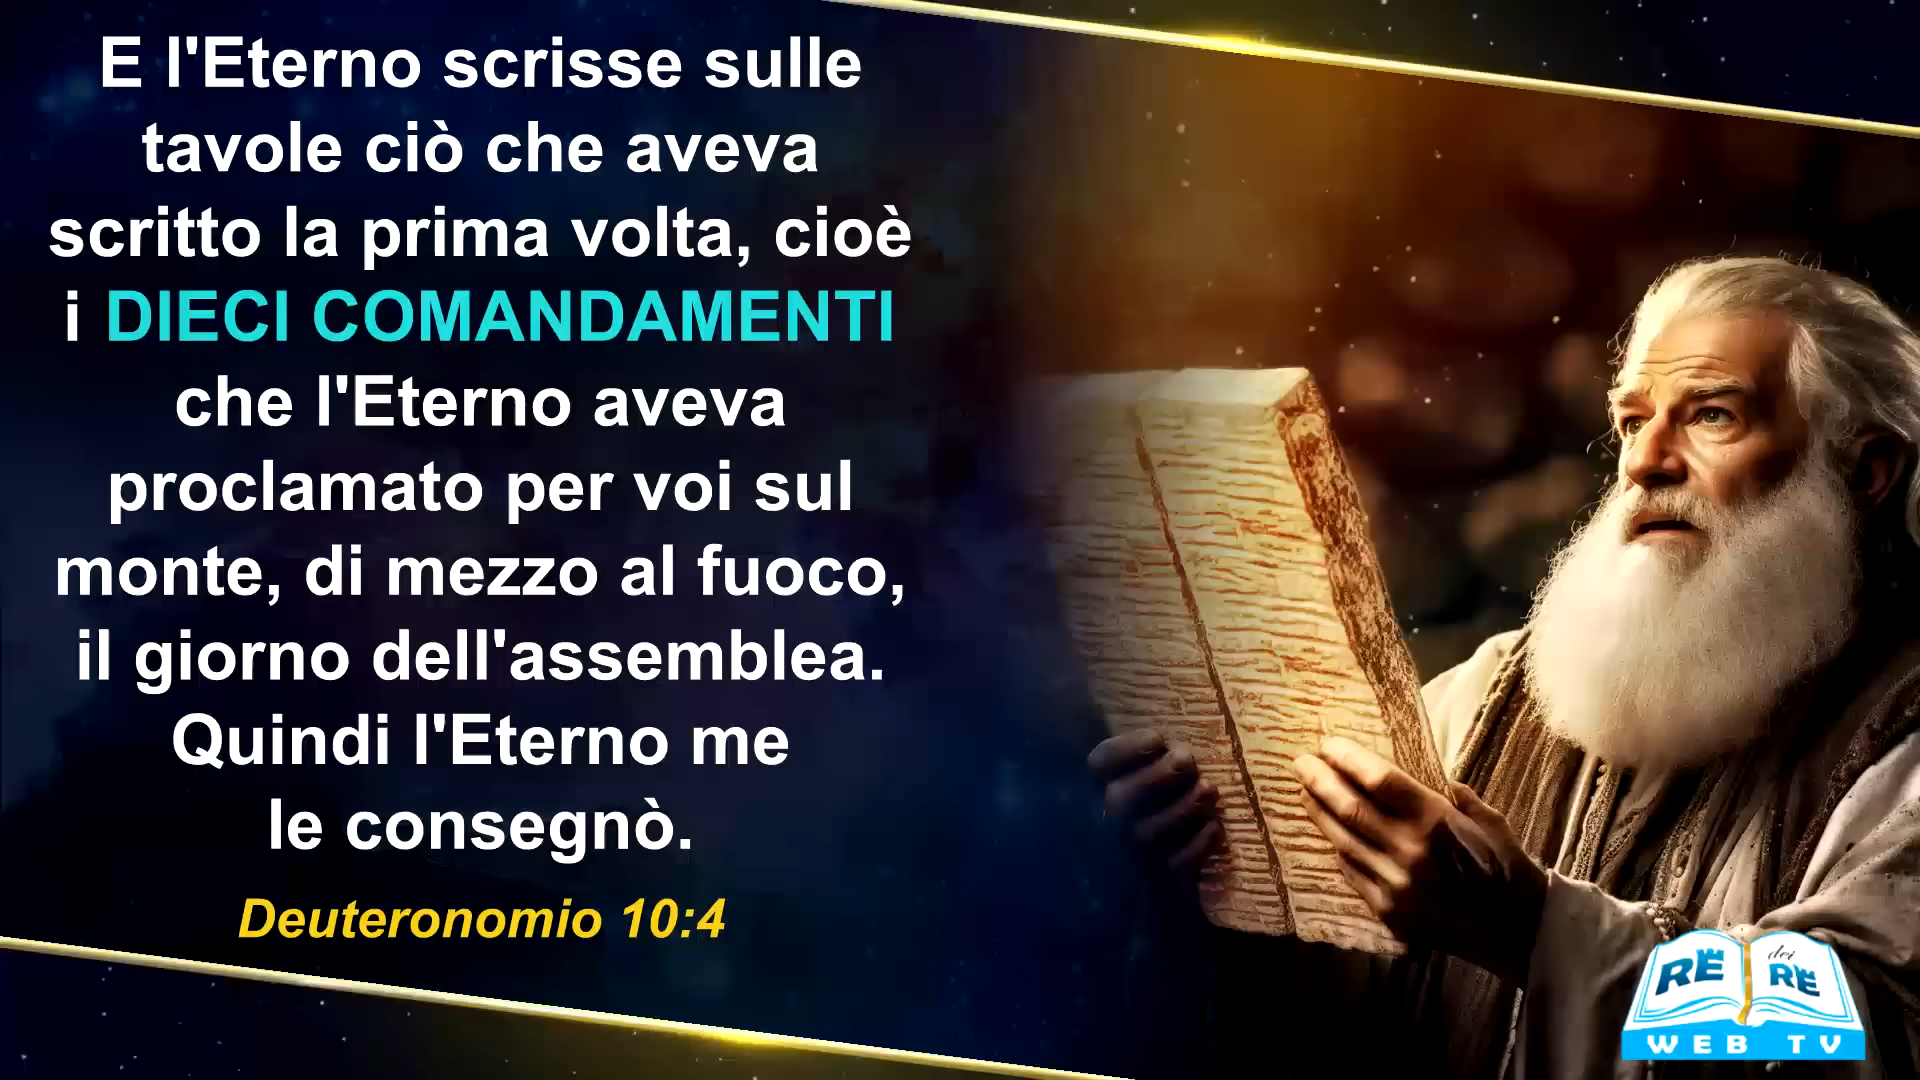 E l'Eterno scrisse sulle
tavole ciò che aveva
scritto la prima volta, cioè
i DIECI COMANDAMENTI
che l'Eterno aveva
proclamato per voi sul
monte, di mezzo al fuoco,
il giorno dell'assemblea.
Quindi l'Eterno me
le consegnò.
Deuteronomio 10:4
RE dei RE
WEB TV